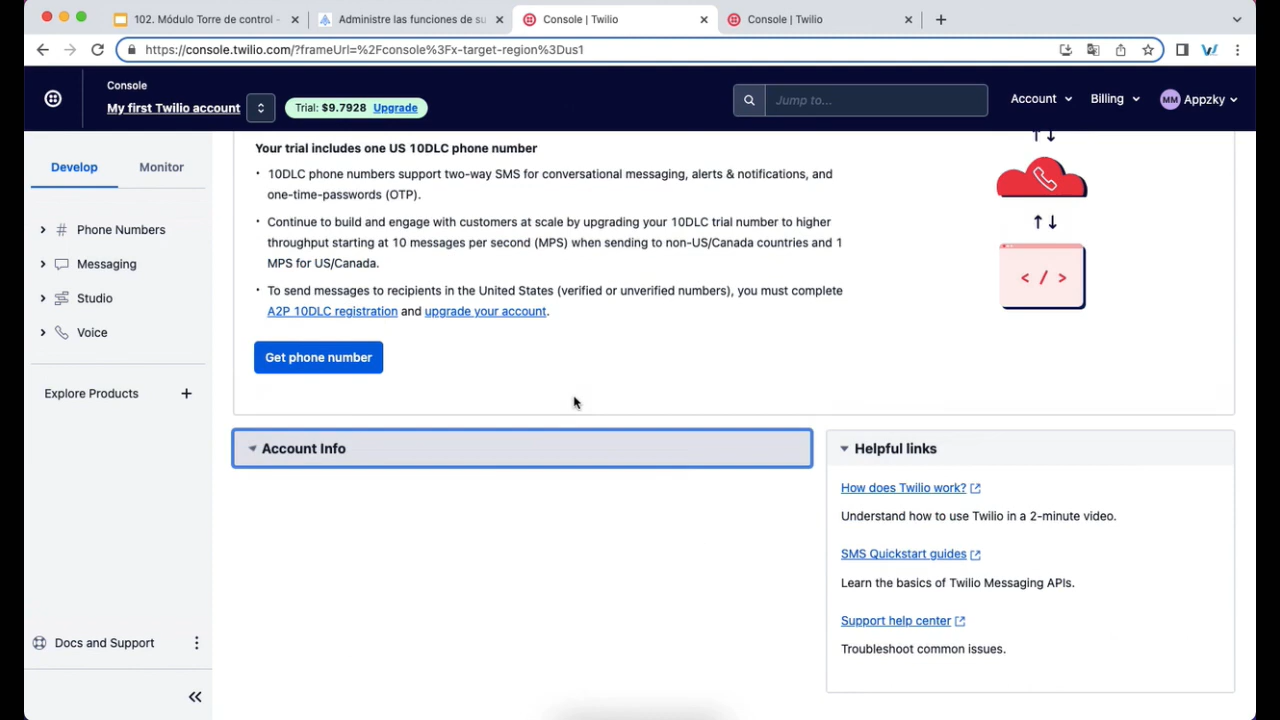 102. Módulo Torre de control -
Administre las funciones de su
Console | Twilio
Console | Twilio
https://console.twilio.com/?frameUrl=%2Fconsole%3Fx-target-region%3Dus1
Console
My first Twilio account
Trial: $9.7928 Upgrade
Jump to...
Account
Billing
MM Appzky
Develop
Monitor
Phone Numbers
Messaging
Studio
Voice
Explore Products
Docs and Support
Your trial includes one US 10DLC phone number
• 10DLC phone numbers support two-way SMS for conversational messaging, alerts & notifications, and
one-time-passwords (OTP).
• Continue to build and engage with customers at scale by upgrading your 10DLC trial number to higher
throughput starting at 10 messages per second (MPS) when sending to non-US/Canada countries and 1
MPS for US/Canada.
• To send messages to recipients in the United States (verified or unverified numbers), you must complete
A2P 10DLC registration and upgrade your account.
Get phone number
< / >
Account Info
Helpful links
How does Twilio work?
Understand how to use Twilio in a 2-minute video.
SMS Quickstart guides
Learn the basics of Twilio Messaging APIs.
Support help center
Troubleshoot common issues.